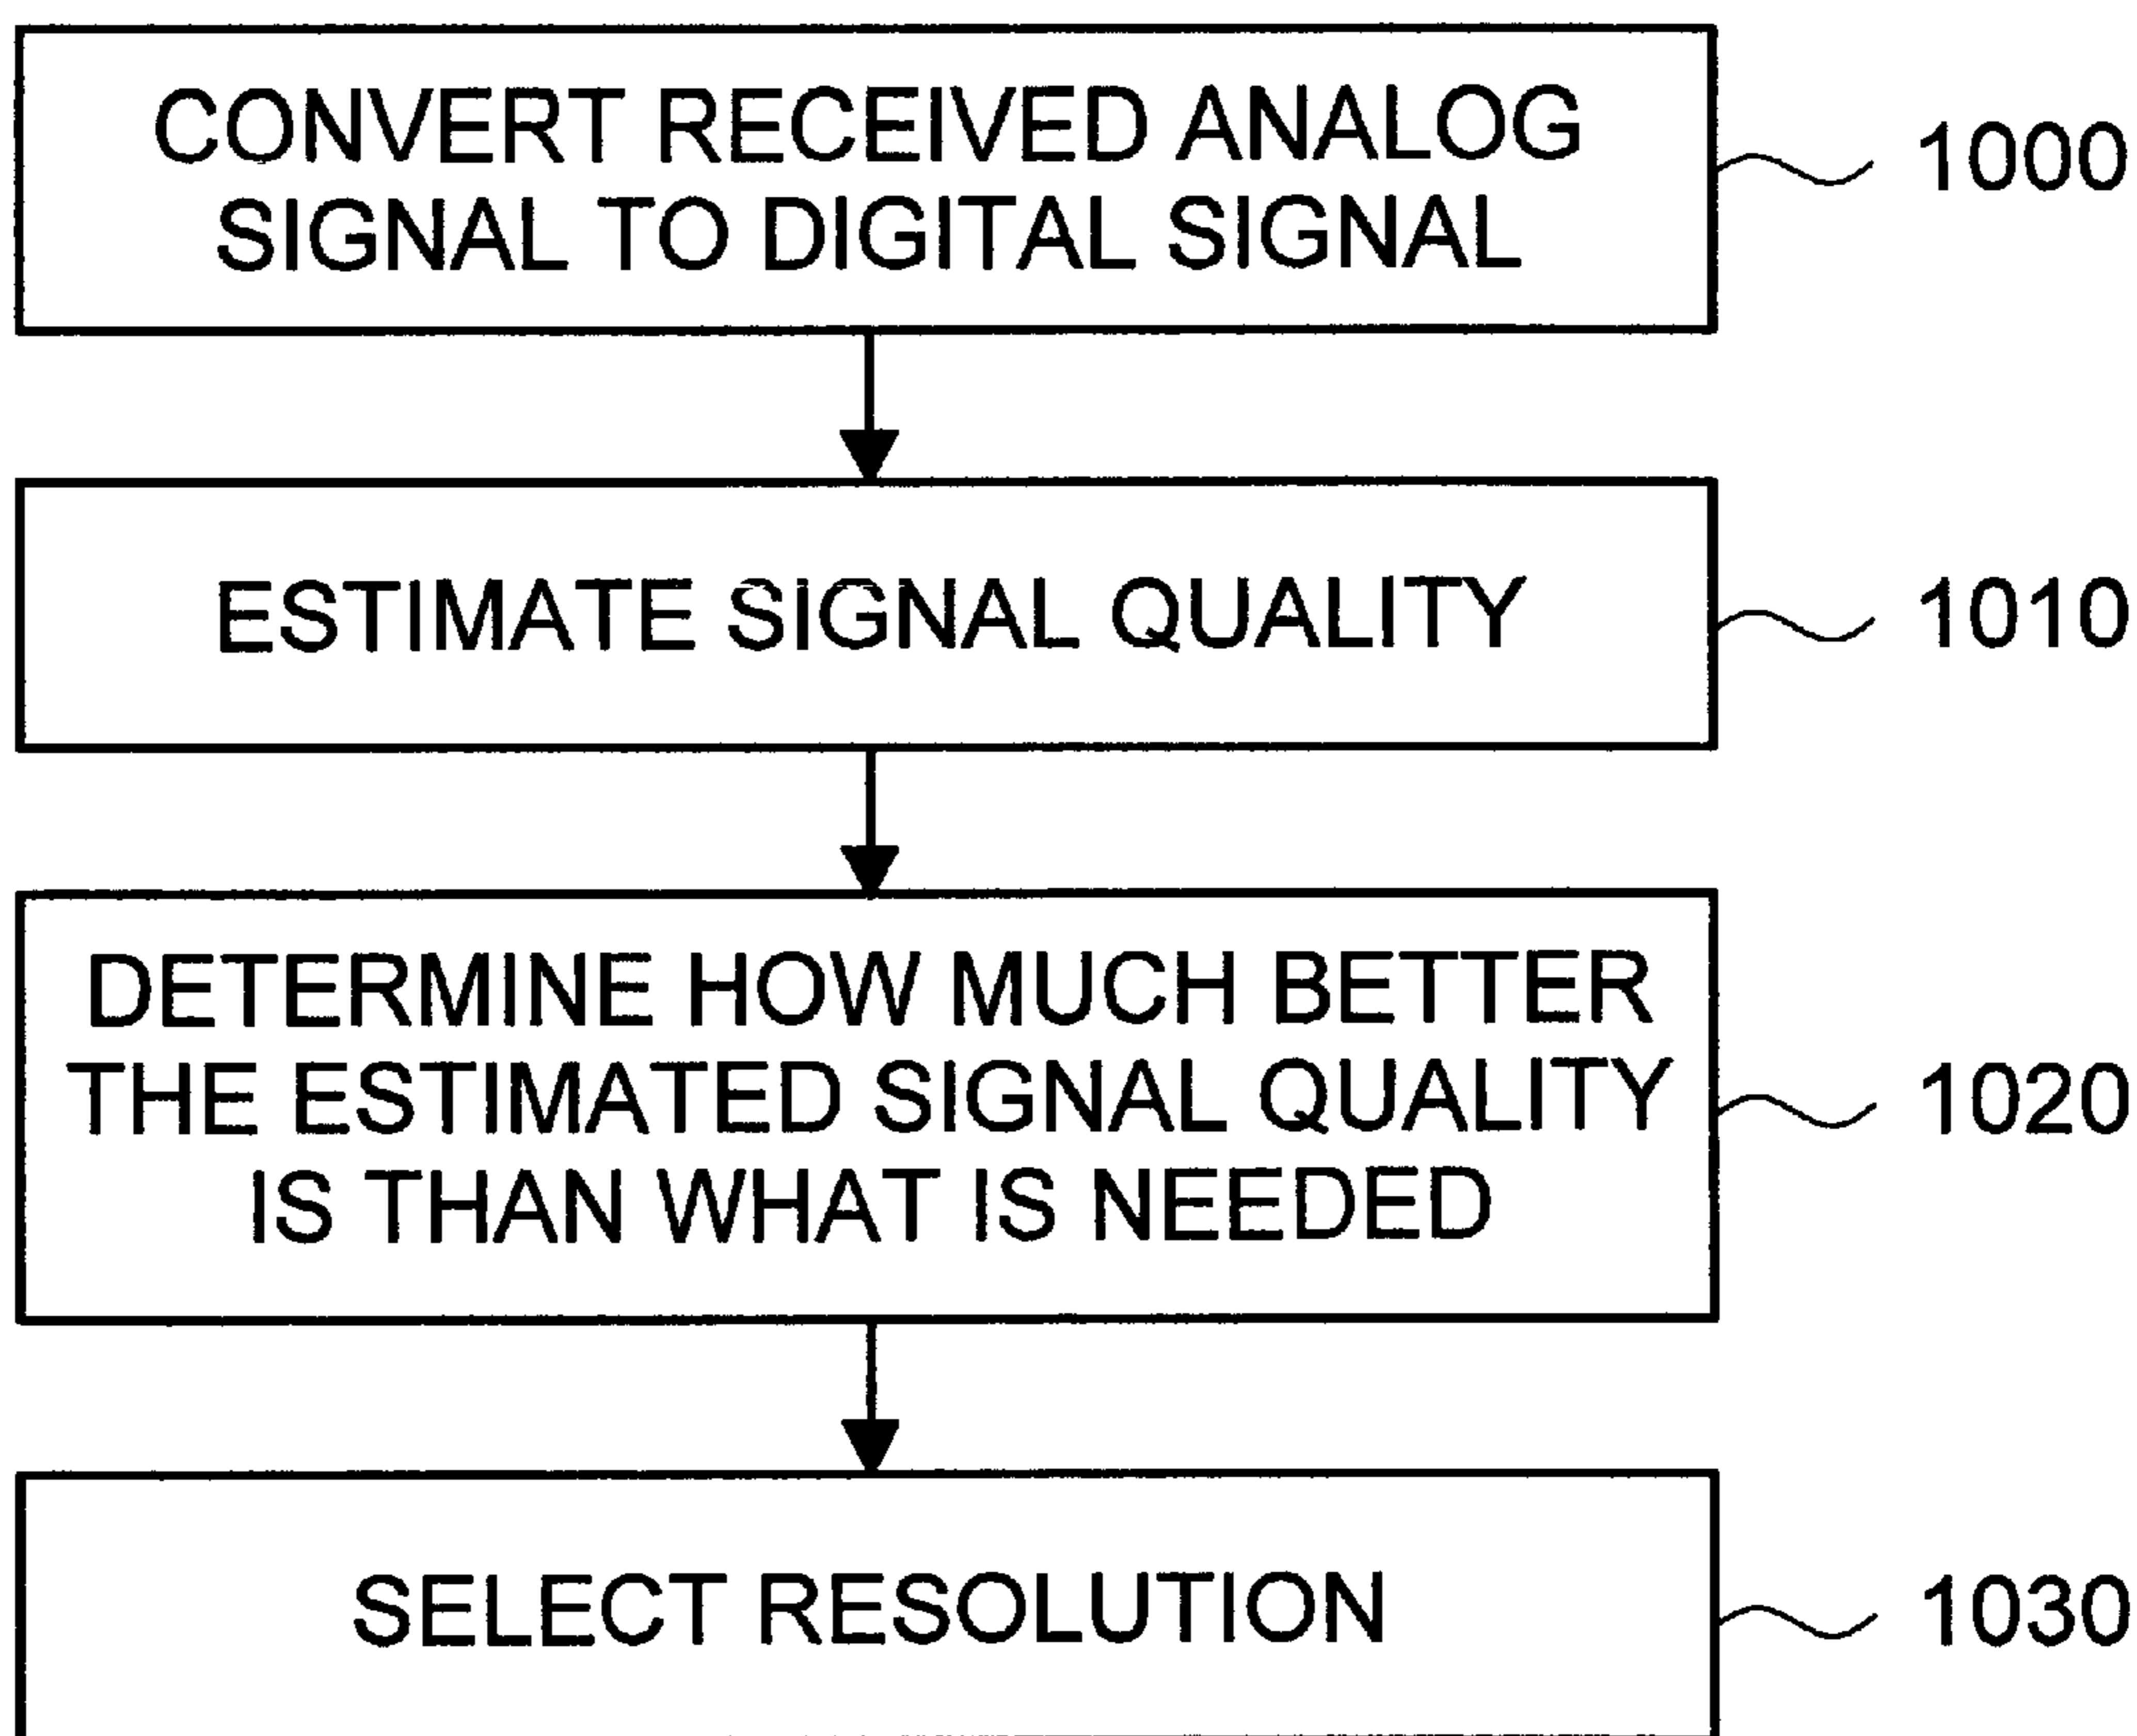 CONVERT RECEIVED ANALOG
SIGNAL TO DIGITAL SIGNAL
1000
ESTIMATE SIGNAL QUALITY
1010
DETERMINE HOW MUCH BETTER
THE ESTIMATED SIGNAL QUALITY
IS THAN WHAT IS NEEDED
1020
SELECT RESOLUTION
1030